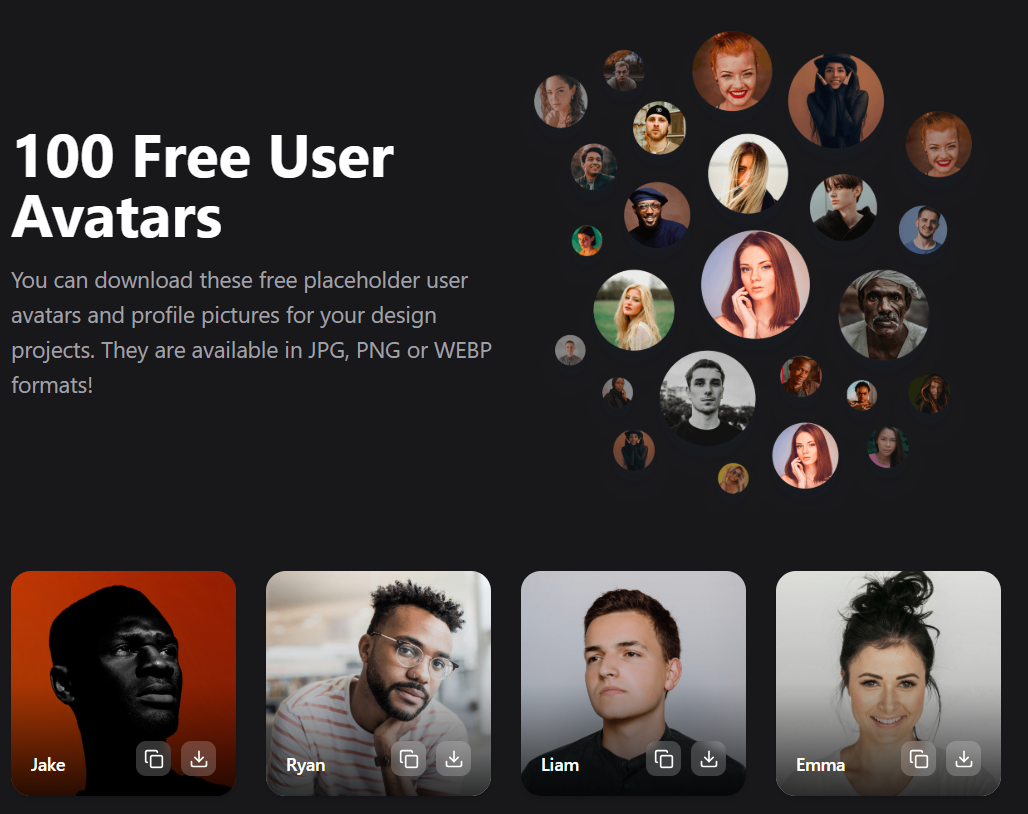 100 Free User
Avatars
You can download these free placeholder user
avatars and profile pictures for your design
projects. They are available in JPG, PNG or WEBP
formats!
Jake
Ryan
Liam
Emma